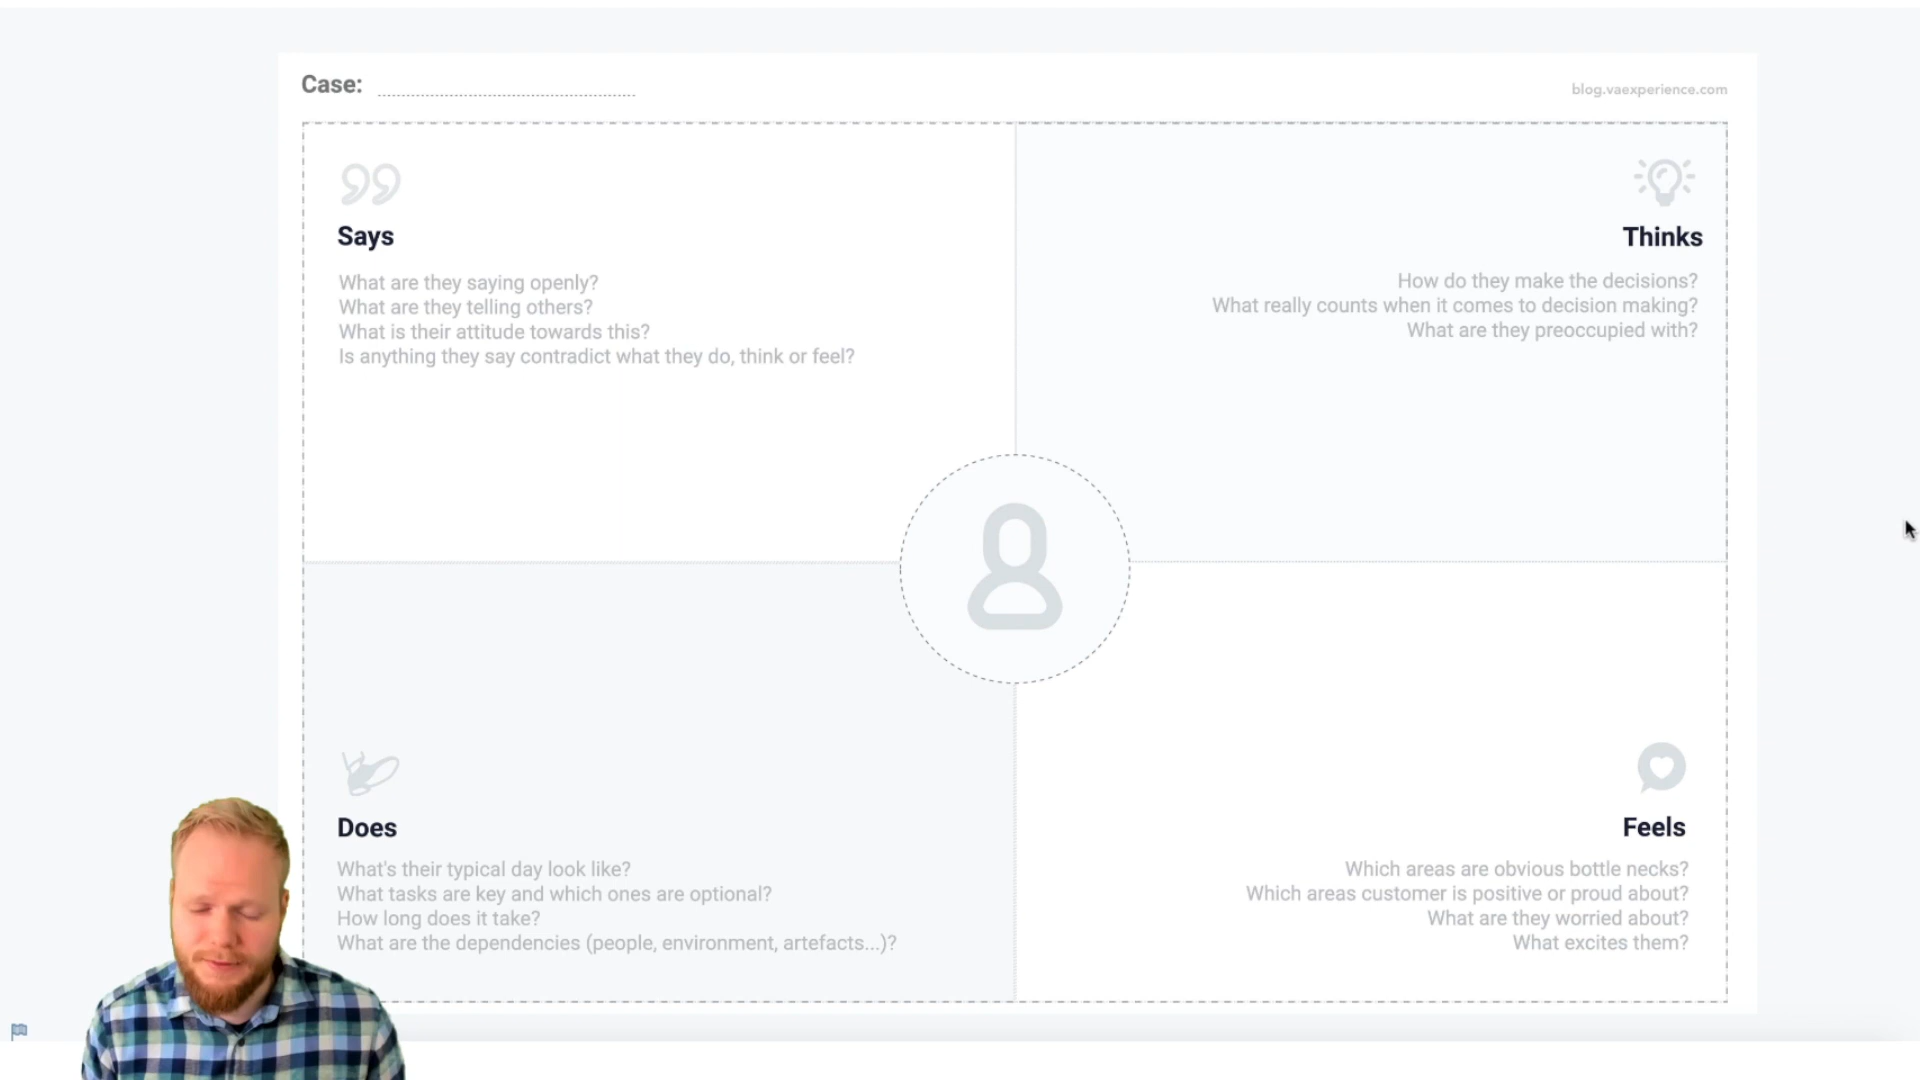 Case:
blog.vaexperience.com
Says
What are they saying openly?
What are they telling others?
What is their attitude towards this?
Is anything they say contradict what they do, think or feel?
Thinks
How do they make the decisions?
What really counts when it comes to decision making?
What are they preoccupied with?
Does
What's their typical day look like?
What tasks are key and which ones are optional?
How long does it take?
What are the dependencies (people, environment, artefacts...)?
Feels
Which areas are obvious bottle necks?
Which areas customer is positive or proud about?
What are they worried about?
What excites them?